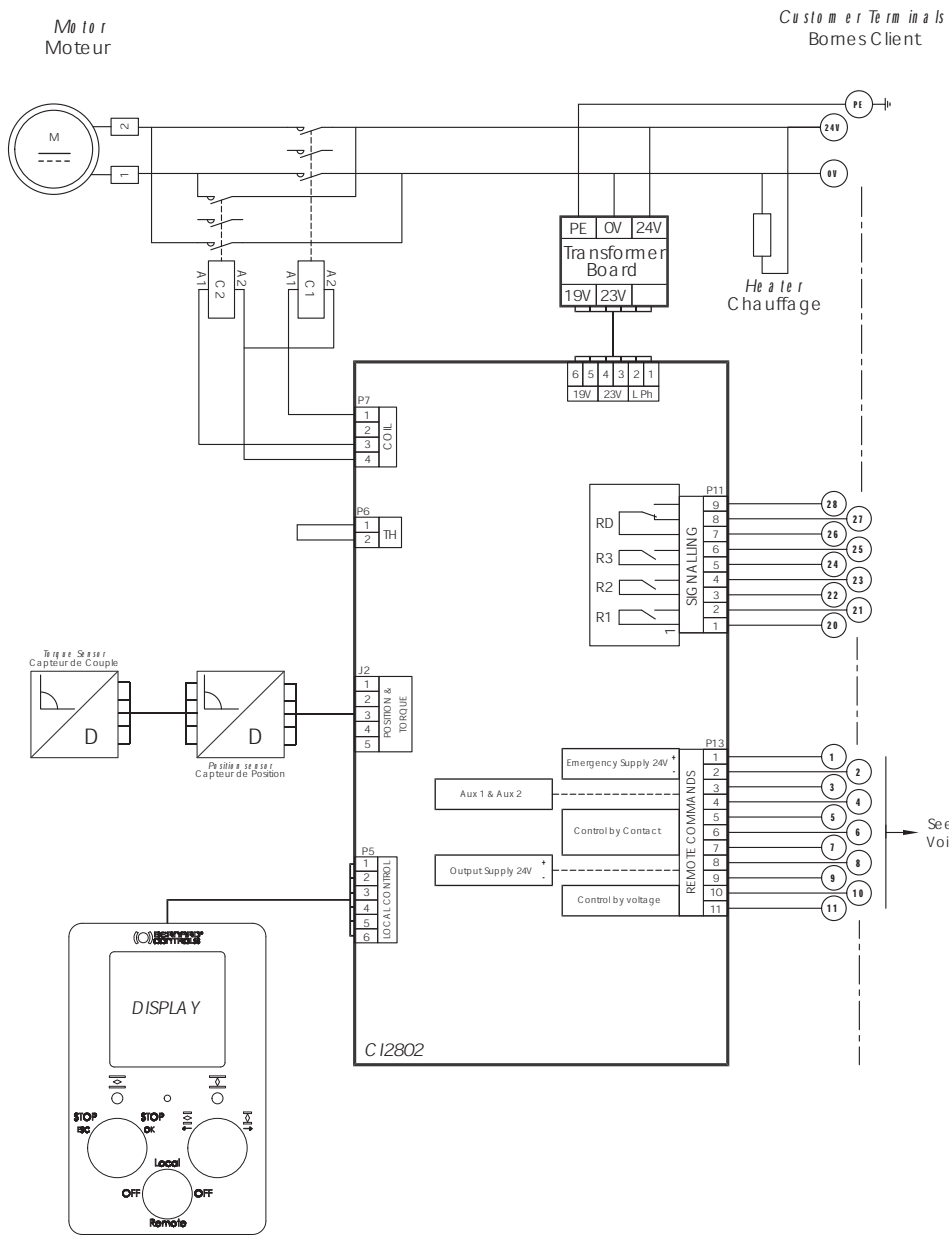 Motor
Moteur
Customer Terminals
Bornes Client
M
2
1
PE
24V
0V
PE 0V 24V
Transformer
Board
19V 23V
Heater
Chauffage
A1 C2 A2
A1 C1 A2
6 5 4 3 2 1
19V 23V L Ph
P7
1
2
3
4
COIL
P6
1
2
TH
P11
9
8
7
6
5
4
3
2
1
SIGNALLING
RD
R3
R2
R1
1
28
27
26
25
24
23
22
21
20
Torque Sensor
Capteur de Couple
D
D
Position sensor
Capteur de Position
J2
1
2
3
4
5
POSITION &
TORQUE
P13
1
2
3
4
5
6
7
8
9
10
11
REMOTE COMMANDS
Emergency Supply 24V + -
Aux 1 & Aux 2
Control by Contact
Output Supply 24V + -
Control by voltage
1
2
3
4
5
6
7
8
9
10
11
See
Voi
P5
1
2
3
4
5
6
LOCAL CONTROL
BERNARD
CONTROLS
DISPLAY
STOP
ESC
STOP
OK
Local
OFF OFF
Remote
CI2802